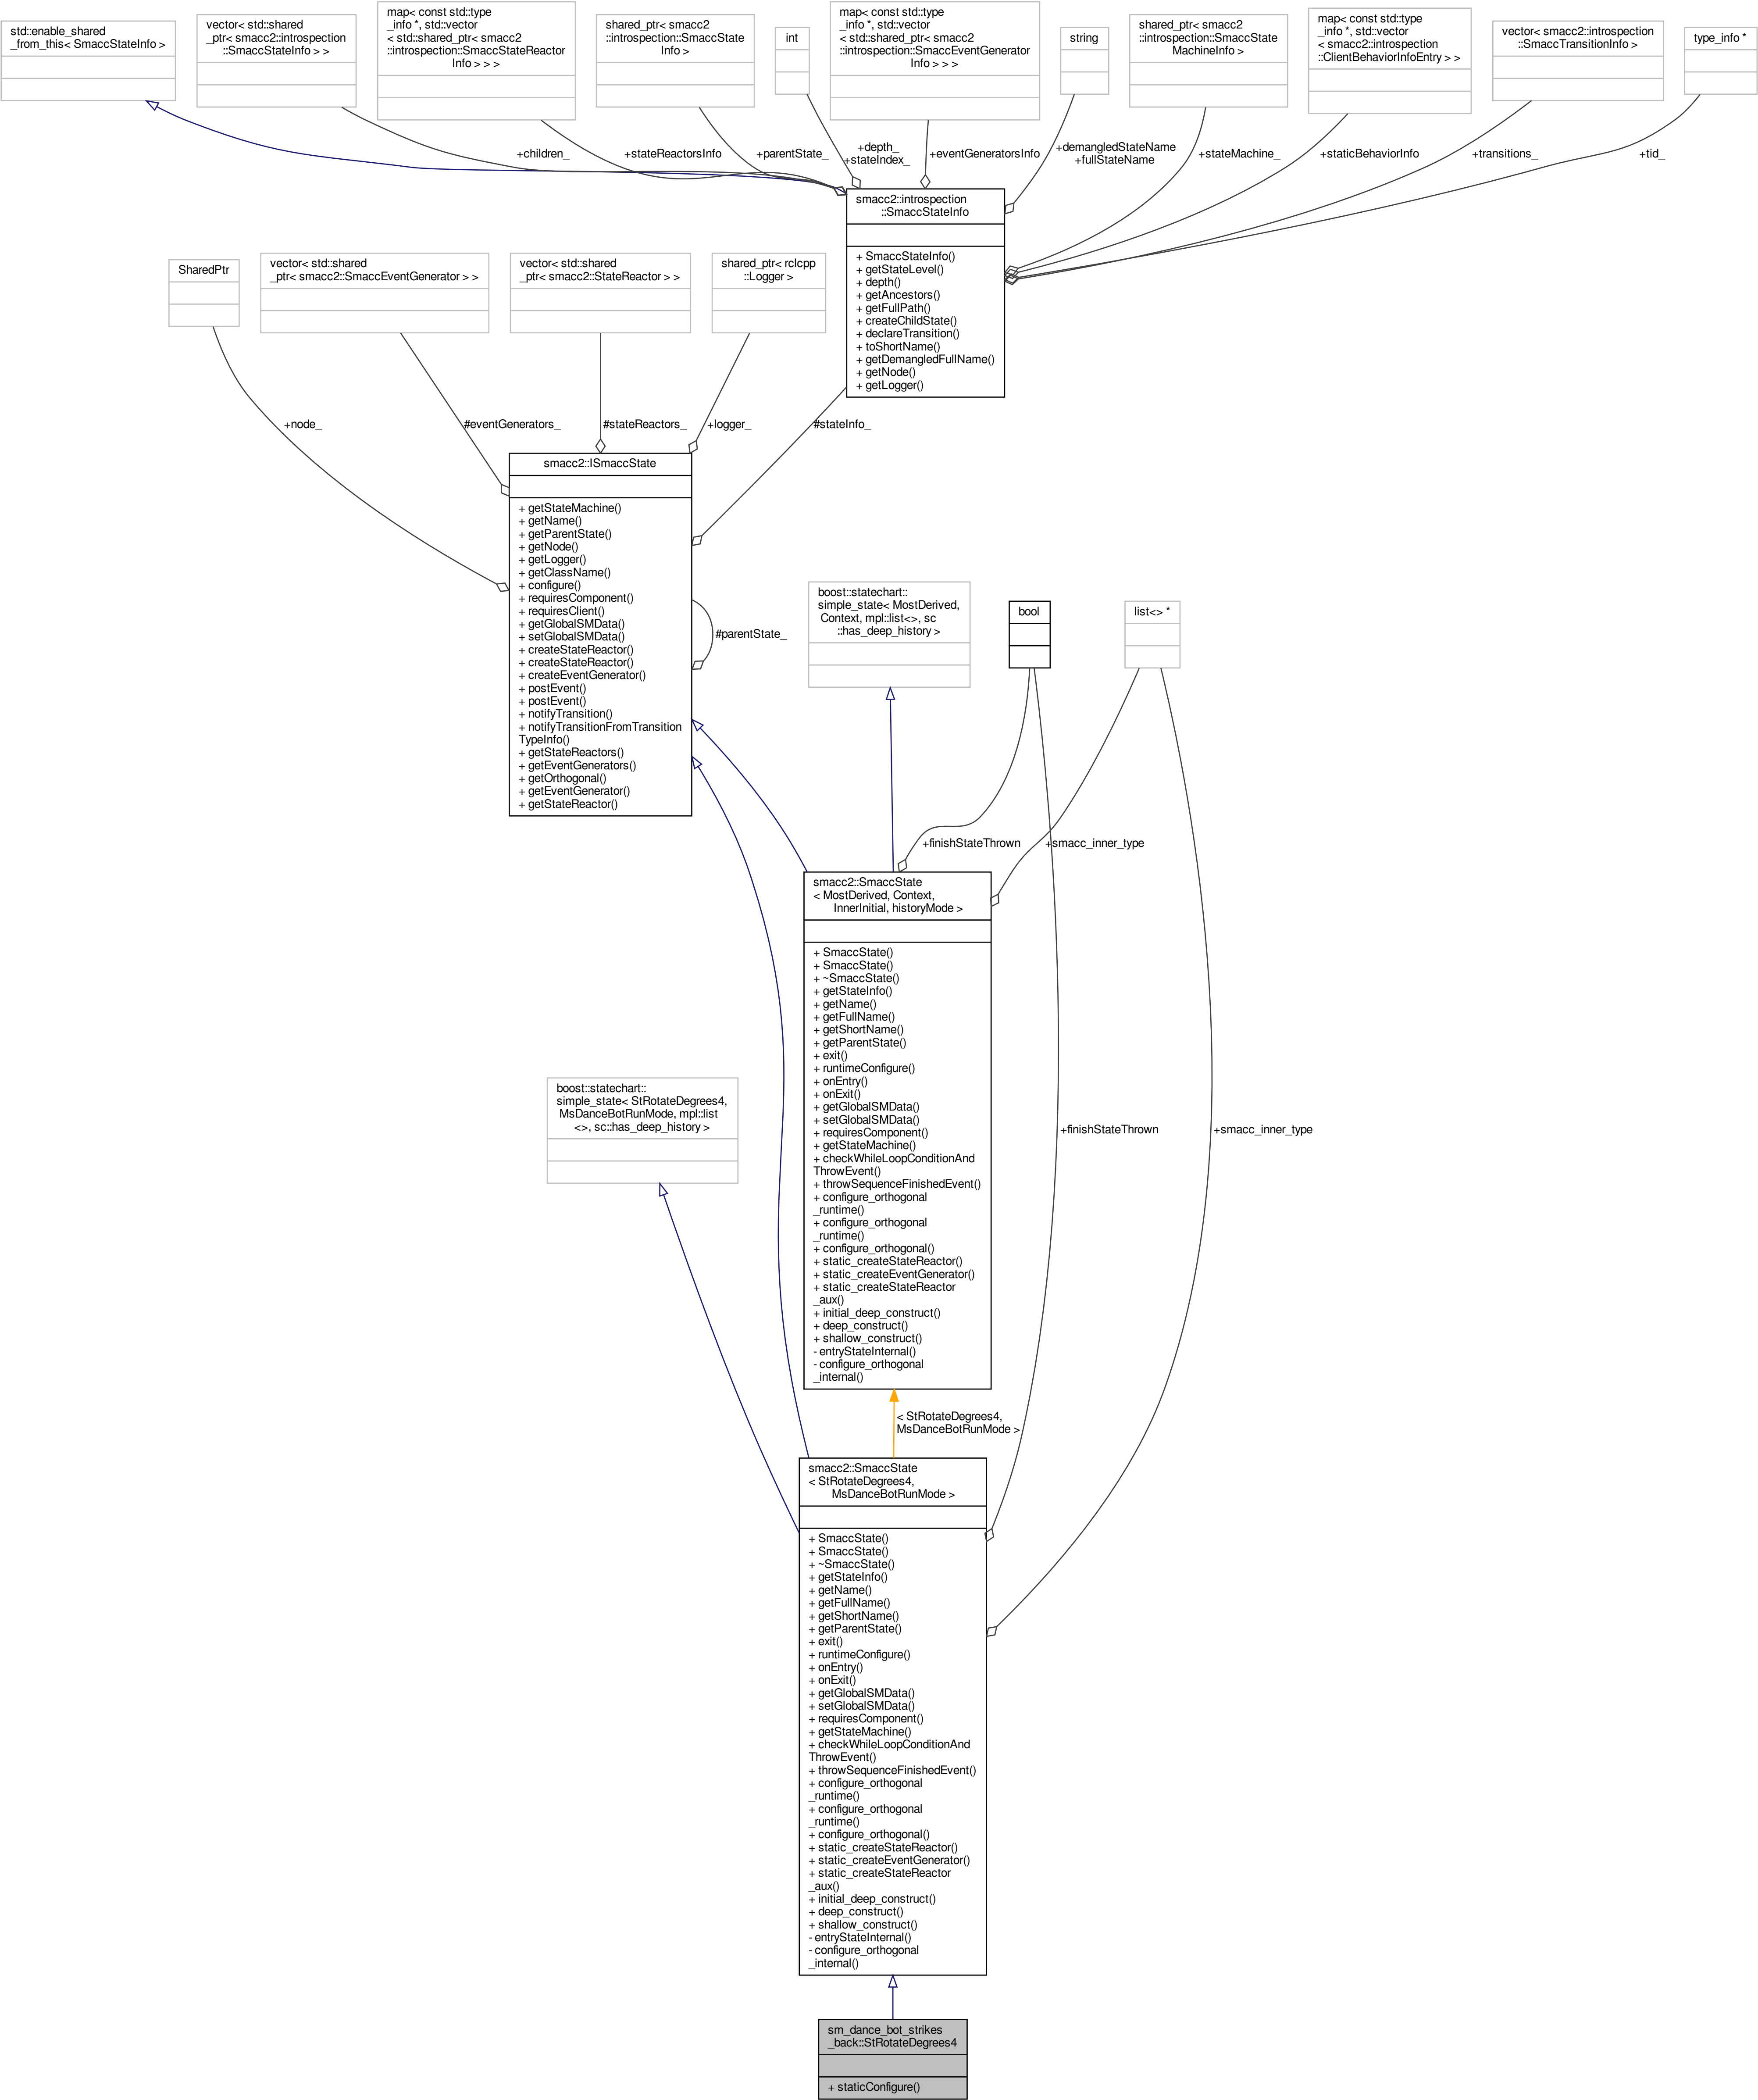 std::enable_shared
_from_this< SmaccStateInfo >
vector< std::shared
_ptr< smacc2::introspection
::SmaccStateInfo > >
map< const std::type
_info *, std::vector
< std::shared_ptr< smacc2
::introspection::SmaccStateReactor
Info > > >
shared_ptr< smacc2
::introspection::SmaccState
Info >
int
map< const std::type
_info *, std::vector
< std::shared_ptr< smacc2
::introspection::SmaccEventGenerator
Info > > >
string
shared_ptr< smacc2
::introspection::SmaccState
MachineInfo >
map< const std::type
_info *, std::vector
< smacc2::introspection
::ClientBehaviorInfoEntry > >
vector< smacc2::introspection
::SmaccTransitionInfo >
type_info *
+children_
+stateReactorsInfo
+parentState_
+depth_
+stateIndex_
+eventGeneratorsInfo
+demangledStateName
+fullStateName
+stateMachine_
+staticBehaviorInfo
+transitions_
+tid_
smacc2::introspection
::SmaccStateInfo
+ SmaccStateInfo()
+ getStateLevel()
+ depth()
+ getAncestors()
+ getFullPath()
+ createChildState()
+ declareTransition()
+ toShortName()
+ getDemangledFullName()
+ getNode()
+ getLogger()
SharedPtr
vector< std::shared
_ptr< smacc2::SmaccEventGenerator > >
vector< std::shared
_ptr< smacc2::StateReactor > >
shared_ptr< rclcpp
::Logger >
+node_
#eventGenerators_
#stateReactors_
+logger_
#stateInfo_
smacc2::ISmaccState
+ getStateMachine()
+ getName()
+ getParentState()
+ getNode()
+ getLogger()
+ getClassName()
+ configure()
+ requiresComponent()
+ requiresClient()
+ getGlobalSMData()
+ setGlobalSMData()
+ createStateReactor()
+ createStateReactor()
+ createEventGenerator()
+ postEvent()
+ postEvent()
+ notifyTransition()
+ notifyTransitionFromTransition
TypeInfo()
+ getStateReactors()
+ getEventGenerators()
+ getOrthogonal()
+ getEventGenerator()
+ getStateReactor()
#parentState_
boost::statechart::
simple_state< MostDerived,
Context, mpl::list<>, sc
::has_deep_history >
bool
list<> *
+finishStateThrown
+smacc_inner_type
smacc2::SmaccState
< MostDerived, Context,
InnerInitial, historyMode >
+ SmaccState()
+ SmaccState()
+ ~SmaccState()
+ getStateInfo()
+ getName()
+ getFullName()
+ getShortName()
+ getParentState()
+ exit()
+ runtimeConfigure()
+ onEntry()
+ onExit()
+ getGlobalSMData()
+ setGlobalSMData()
+ requiresComponent()
+ getStateMachine()
+ checkWhileLoopConditionAnd
ThrowEvent()
+ throwSequenceFinishedEvent()
+ configure_orthogonal
_runtime()
+ configure_orthogonal
_runtime()
+ configure_orthogonal()
+ static_createStateReactor()
+ static_createEventGenerator()
+ static_createStateReactor
_aux()
+ initial_deep_construct()
+ deep_construct()
+ shallow_construct()
- entryStateInternal()
- configure_orthogonal
_internal()
boost::statechart::
simple_state< StRotateDegrees4,
MsDanceBotRunMode, mpl::list
<>, sc::has_deep_history >
+finishStateThrown
+smacc_inner_type
< StRotateDegrees4,
MsDanceBotRunMode >
smacc2::SmaccState
< StRotateDegrees4,
MsDanceBotRunMode >
+ SmaccState()
+ SmaccState()
+ ~SmaccState()
+ getStateInfo()
+ getName()
+ getFullName()
+ getShortName()
+ getParentState()
+ exit()
+ runtimeConfigure()
+ onEntry()
+ onExit()
+ getGlobalSMData()
+ setGlobalSMData()
+ requiresComponent()
+ getStateMachine()
+ checkWhileLoopConditionAnd
ThrowEvent()
+ throwSequenceFinishedEvent()
+ configure_orthogonal
_runtime()
+ configure_orthogonal
_runtime()
+ configure_orthogonal()
+ static_createStateReactor()
+ static_createEventGenerator()
+ static_createStateReactor
_aux()
+ initial_deep_construct()
+ deep_construct()
+ shallow_construct()
- entryStateInternal()
- configure_orthogonal
_internal()
sm_dance_bot_strikes
_back::StRotateDegrees4
+ staticConfigure()